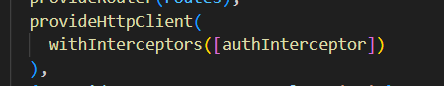 provideRouter(routes),
provideHttpClient(
withInterceptors([authInterceptor])
),